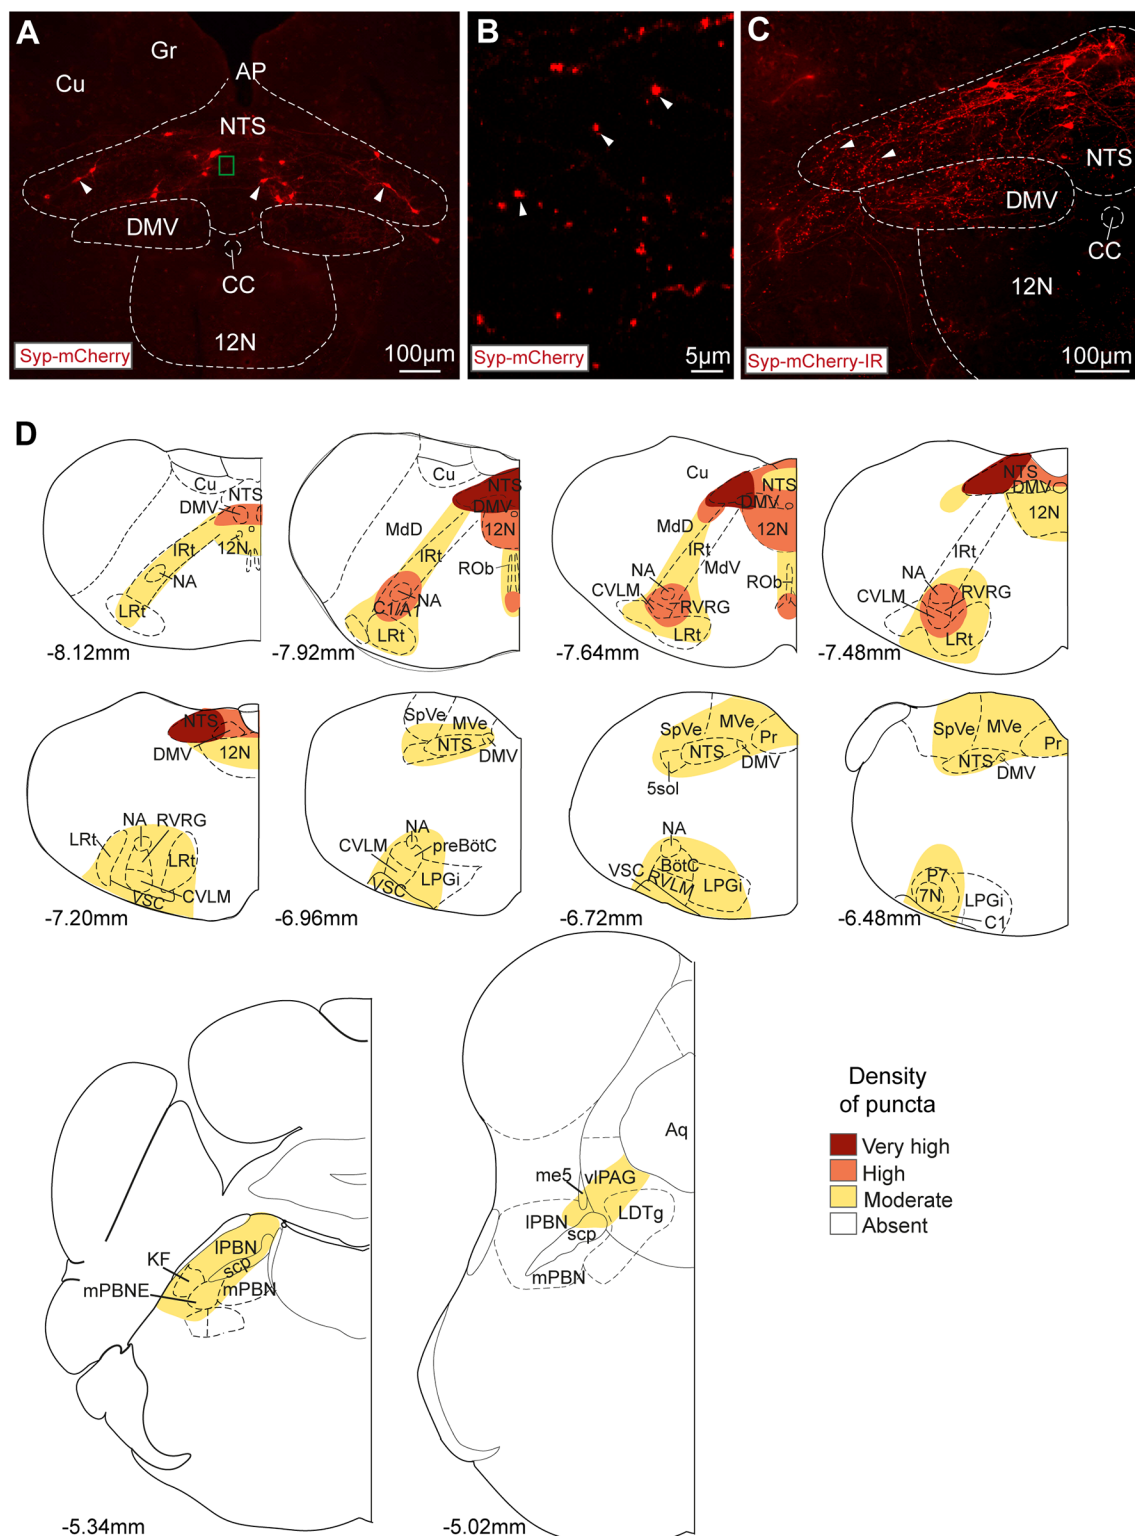 A
Gr
Cu
AP
NTS
DMV
CC
12N
Syp-mCherry
100µm
B
Syp-mCherry
5µm
C
NTS
DMV
CC
12N
Syp-mCherry-IR
100µm
D
Cu
NTS
DMV
12N
IRt
NA
LRt
-8.12mm
Cu
NTS
DMV
12N
MdD
IRt
ROb
NA
C1/A1
LRt
-7.92mm
Cu
NTS
DMV
12N
MdD
IRt
MdV
NA
ROb
CVLM
RVRG
LRt
-7.64mm
NTS
DMV
12N
IRt
NA
RVRG
CVLM
LRt
-7.48mm
NTS
DMV
12N
NA
RVRG
LRt
LRt
CVLM
VSC
-7.20mm
SpVe
MVe
NTS
DMV
NA
CVLM
preBötC
LPGi
VSC
-6.96mm
SpVe
MVe
Pr
NTS
DMV
5sol
NA
BötC
VSC
RVLM
LPGi
-6.72mm
SpVe
MVe
Pr
NTS
DMV
P7
7N
LPGi
C1
-6.48mm
KF
lPBN
scp
mPBNE
mPBN
-5.34mm
Aq
me5
vlPAG
lPBN
LDTg
scp
mPBN
-5.02mm
Density
of puncta
Very high
High
Moderate
Absent